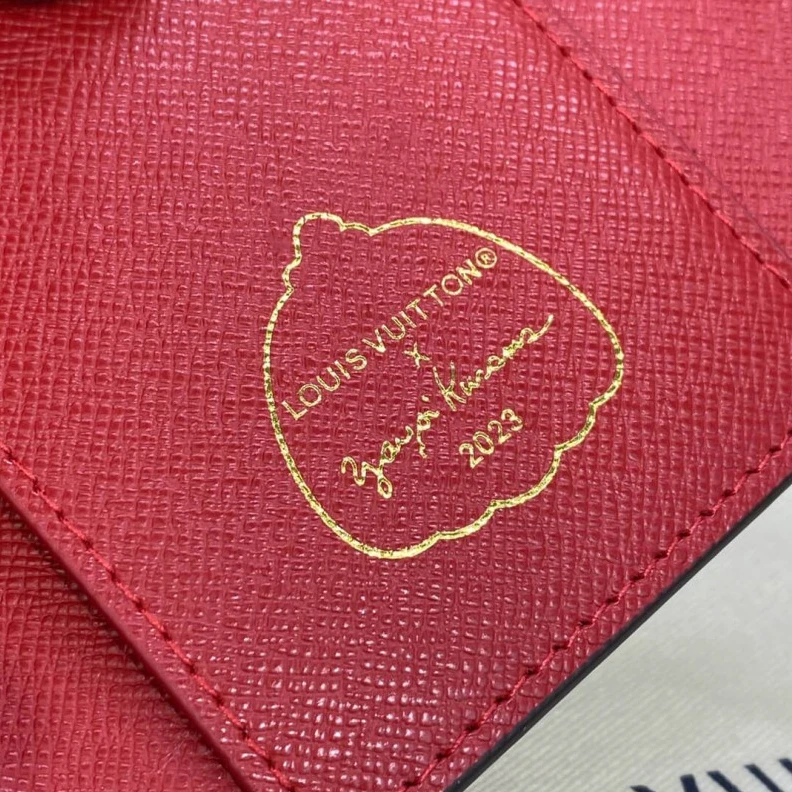 LOUIS VUITTON®
x
Yayoi Kusama
2023